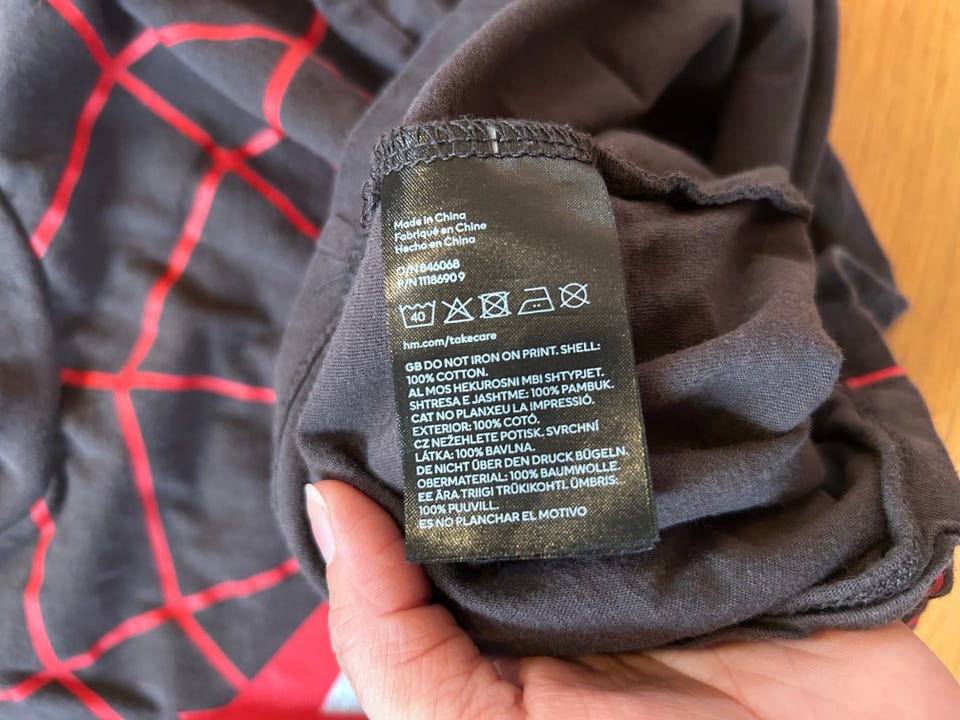 Made in China
Fabriqué en Chine
Hecho en China
O/N 846068
P/N 11186909
40
hm.com/takecare
GB DO NOT IRON ON PRINT. SHELL:
100% COTTON.
AL MOS HEKUROSNI MBI SHTYPJET.
SHTRESA E JASHTME: 100% PAMBUK.
CAT NO PLANXEU LA IMPRESSIÓ.
EXTERIOR: 100% COTÓ.
CZ NEŽEHLETE POTISK. SVRCHNÍ
LÁTKA: 100% BAVLNA.
DE NICHT ÜBER DEN DRUCK BÜGELN.
OBERMATERIAL: 100% BAUMWOLLE.
EE ÄRA TRIIGI TRÜKIKOHTI. ÜMBRIS:
100% PUUVILL.
ES NO PLANCHAR EL MOTIVO